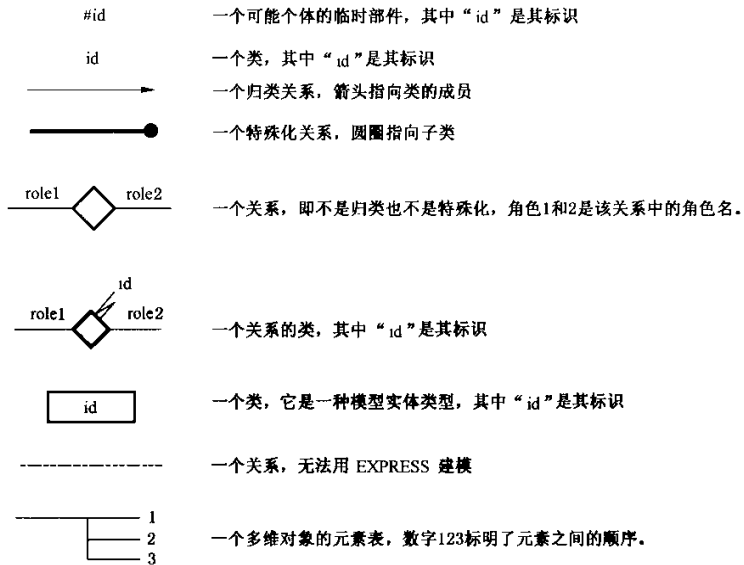 #id 一个可能个体的临时部件，其中“id”是其标识
id 一个类，其中“id”是其标识
一个归类关系，箭头指向类的成员
一个特殊化关系，圆圈指向子类
role1 role2 一个关系，即不是归类也不是特殊化，角色1和2是该关系中的角色名。
id
role1 role2 一个关系的类，其中“id”是其标识
id 一个类，它是一种模型实体类型，其中“id”是其标识
一个关系，无法用 EXPRESS 建模
1
2 一个多维对象的元素表，数字123标明了元素之间的顺序。
3